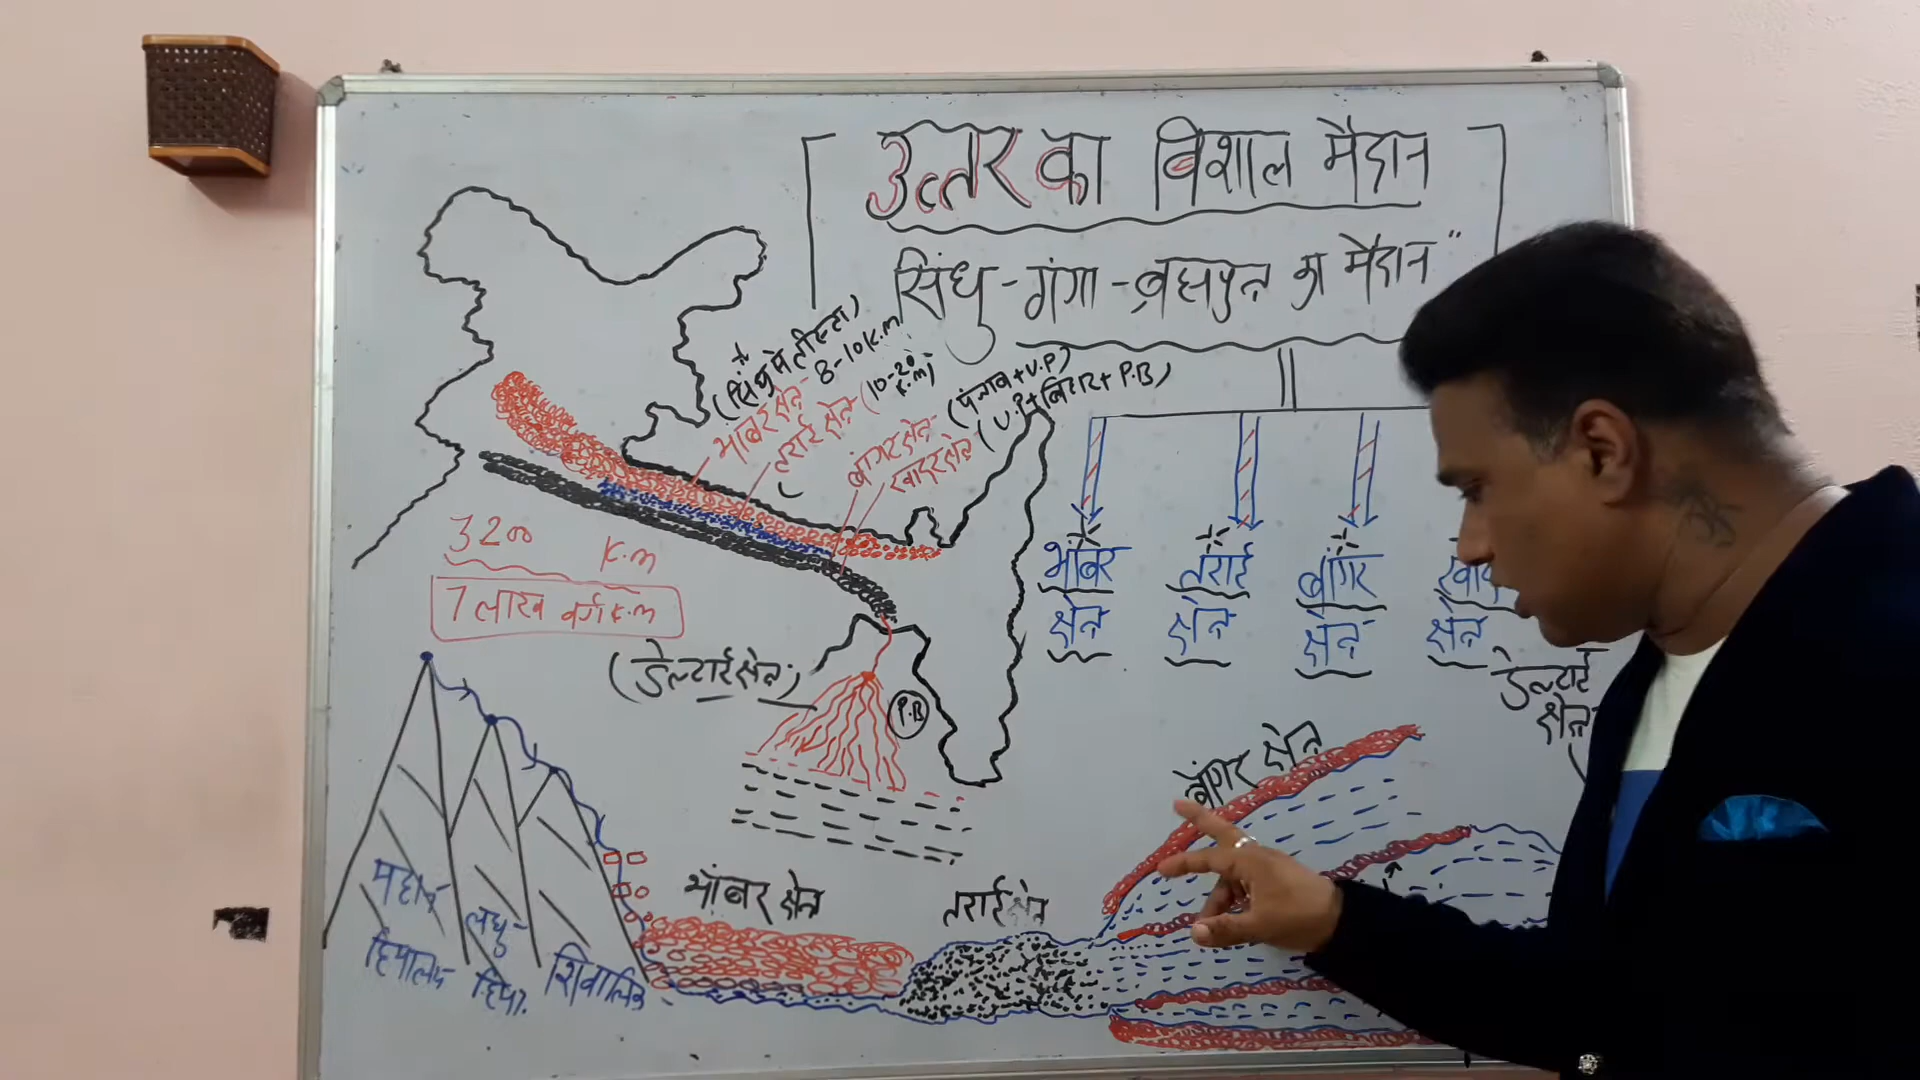 उत्तर का विशाल मैदान
सिंधु-गंगा-ब्रह्मपुत्र का मैदान"
(सिंधु से तीस्ता)
भांबर क्षेत्र- 8-10 K.m
तराई क्षेत्र- (10-20 K.m)
बांगर क्षेत्र- (पंजाब+U.P)
खादर क्षेत्र (U.P+बिहार+P.B)
3200 K.m
7 लाख वर्ग K.m
(डेल्टाई क्षेत्र)
P.B
भांबर क्षेत्र
तराई क्षेत्र
बांगर क्षेत्र
क्षेत्र
डेल्टाई क्षेत्र
महान हिमालय
लघु- हिमा.
शिवालिक
भांबर क्षेत्र
तराई क्षेत्र
बांगर क्षेत्र